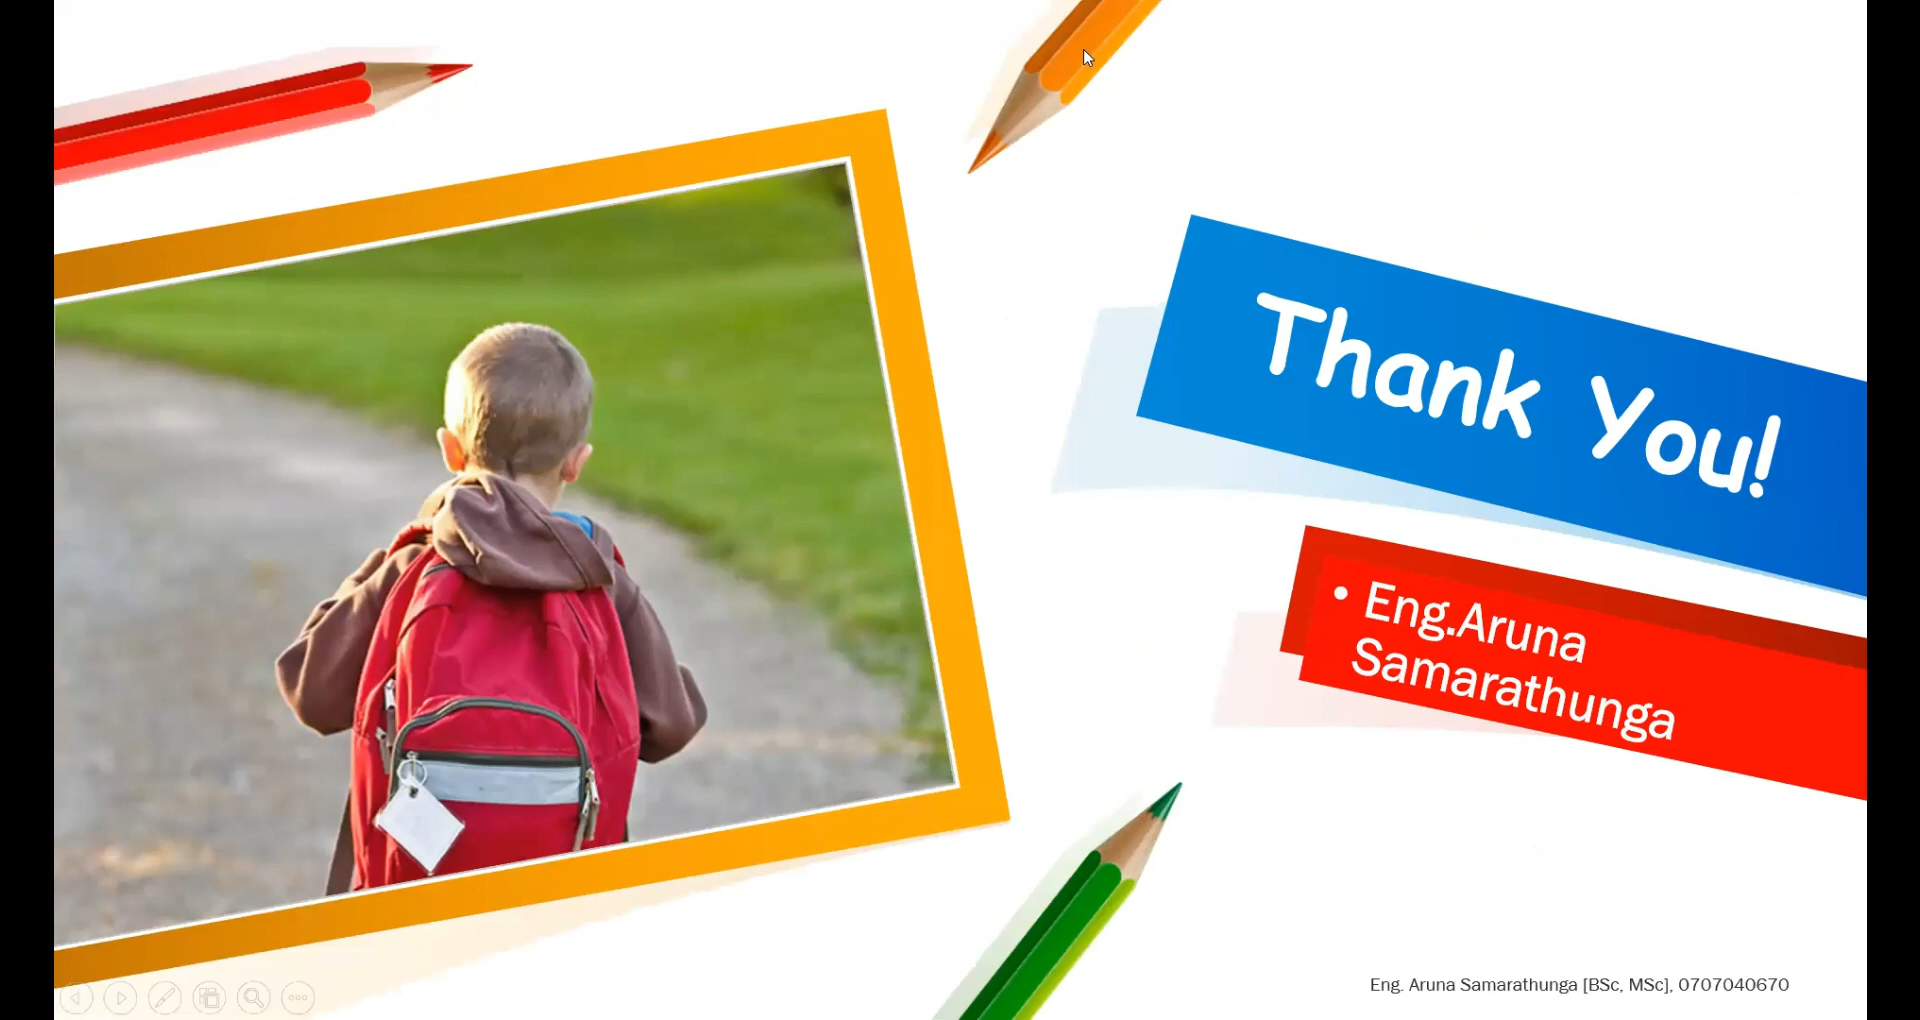 Thank You!
• Eng.Aruna
Samarathunga
Eng. Aruna Samarathunga [BSc, MSc], 0707040670